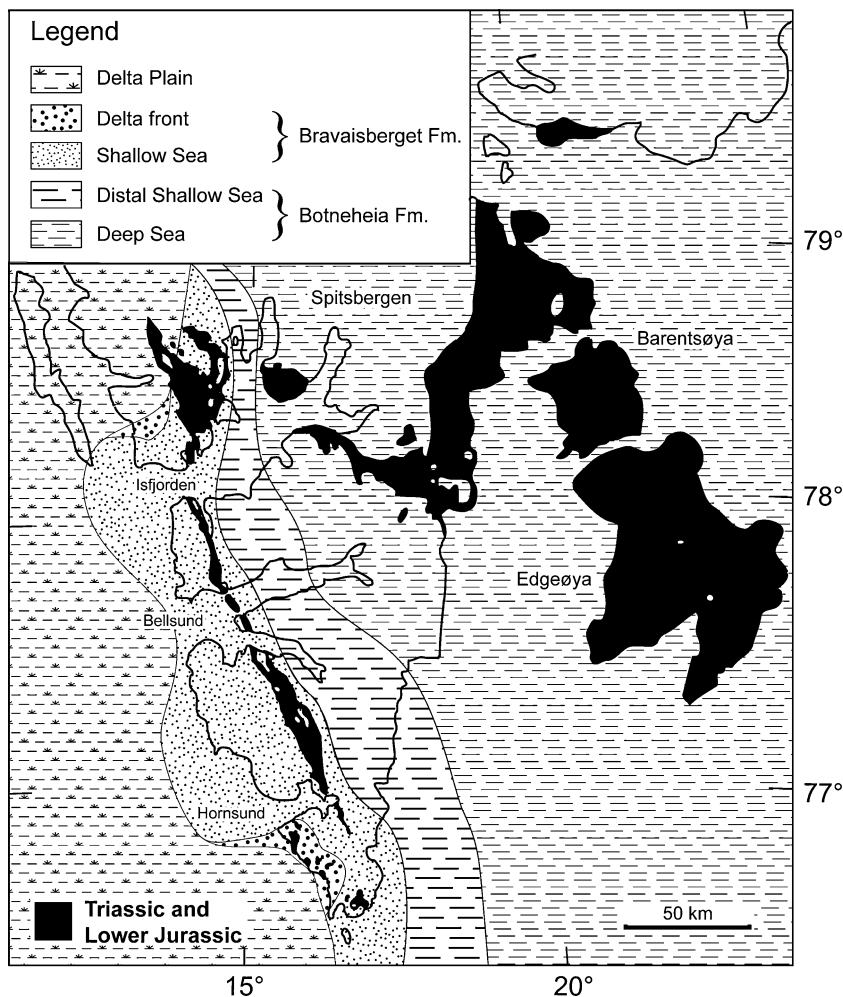 Legend
Delta Plain
Delta front
Bravaisberget Fm.
Shallow Sea
Distal Shallow Sea
Botneheia Fm.
Deep Sea
79°
Spitsbergen
Barentsøya
Isfjorden
78°
Edgeøya
Bellsund
77°
Hornsund
Triassic and
Lower Jurassic
50 km
15°
20°